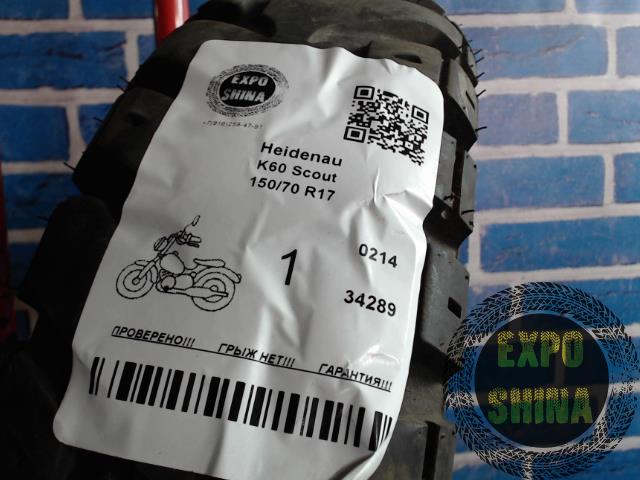 EXPO
SHINA
Heidenau
K60 Scout
150/70 R17
1
0214
34289
ПРОВЕРЕНО!!! ГРЫЖ НЕТ!!! ГАРАНТИЯ!!!
EXPO
SHINA